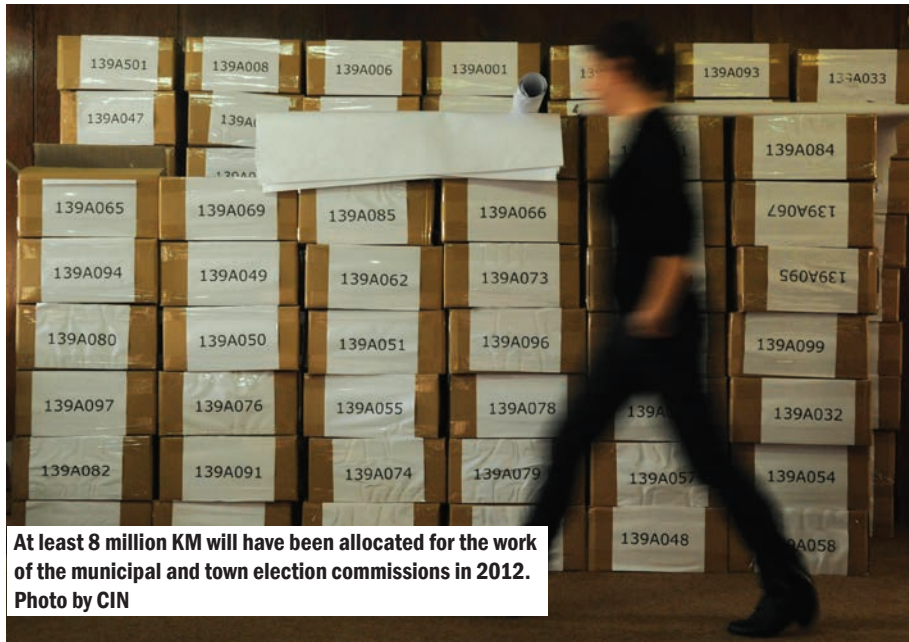 139A501 139A008 139A006 139A001 139A093 139A033
139A047
139A084
139A065 139A069 139A085 139A066 139A067
139A094 139A049 139A062 139A073 139A095
139A080 139A050 139A051 139A096 139A099
139A097 139A076 139A055 139A078 139A032
139A082 139A091 139A074 139A079 139A057 139A054
139A048
At least 8 million KM will have been allocated for the work
of the municipal and town election commissions in 2012.
Photo by CIN